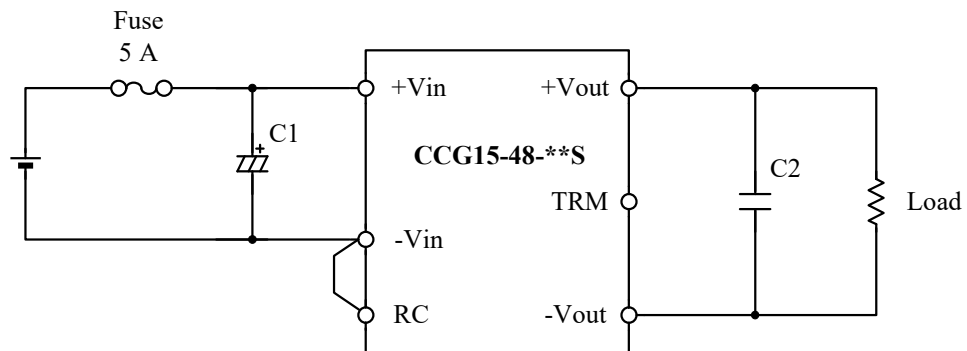 Fuse
5 A
+Vin
+Vout
C1
+
CCG15-48-**S
C2
TRM
Load
-Vin
RC
-Vout